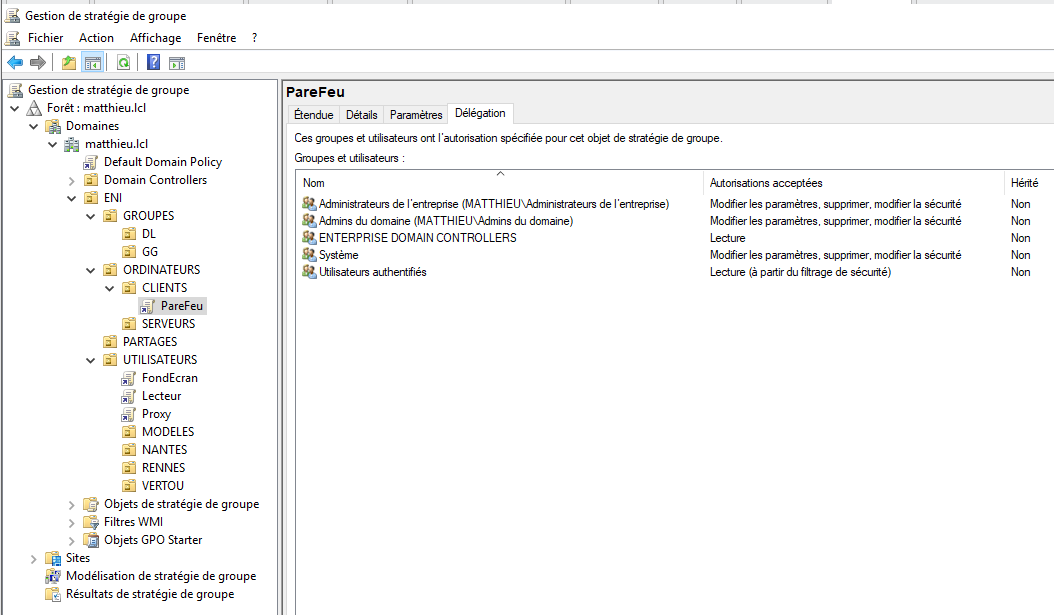 Gestion de stratégie de groupe
Fichier Action Affichage Fenêtre ?
Gestion de stratégie de groupe
Forêt : matthieu.lcl
Domaines
matthieu.lcl
Default Domain Policy
Domain Controllers
ENI
GROUPES
DL
GG
ORDINATEURS
CLIENTS
PareFeu
SERVEURS
PARTAGES
UTILISATEURS
FondEcran
Lecteur
Proxy
MODELES
NANTES
RENNES
VERTOU
Objets de stratégie de groupe
Filtres WMI
Objets GPO Starter
Sites
Modélisation de stratégie de groupe
Résultats de stratégie de groupe
PareFeu
Étendue Détails Paramètres Délégation
Ces groupes et utilisateurs ont l'autorisation spécifiée pour cet objet de stratégie de groupe.
Groupes et utilisateurs :
Nom Autorisations acceptées Hérité
Administrateurs de l'entreprise (MATTHIEU\Administrateurs de l'entreprise) Modifier les paramètres, supprimer, modifier la sécurité Non
Admins du domaine (MATTHIEU\Admins du domaine) Modifier les paramètres, supprimer, modifier la sécurité Non
ENTERPRISE DOMAIN CONTROLLERS Lecture Non
Système Modifier les paramètres, supprimer, modifier la sécurité Non
Utilisateurs authentifiés Lecture (à partir du filtrage de sécurité) Non